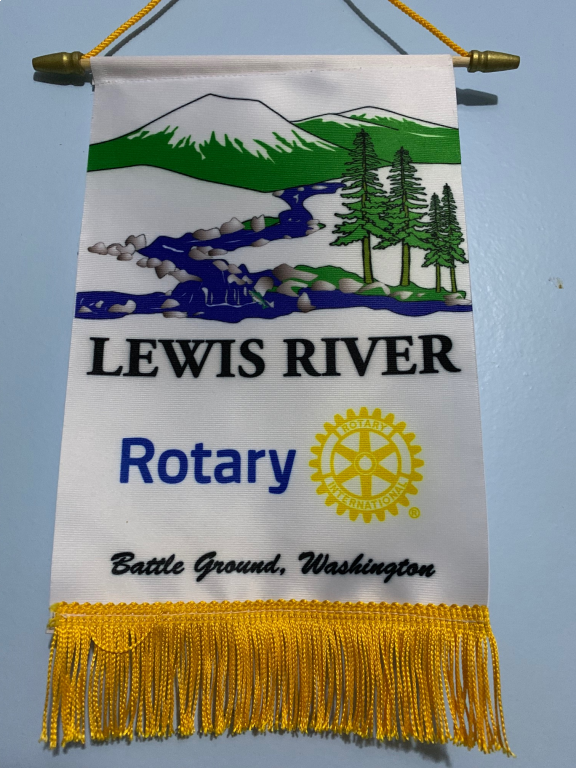 LEWIS RIVER
Rotary
ROTARY
INTERNATIONAL
®
Battle Ground, Washington